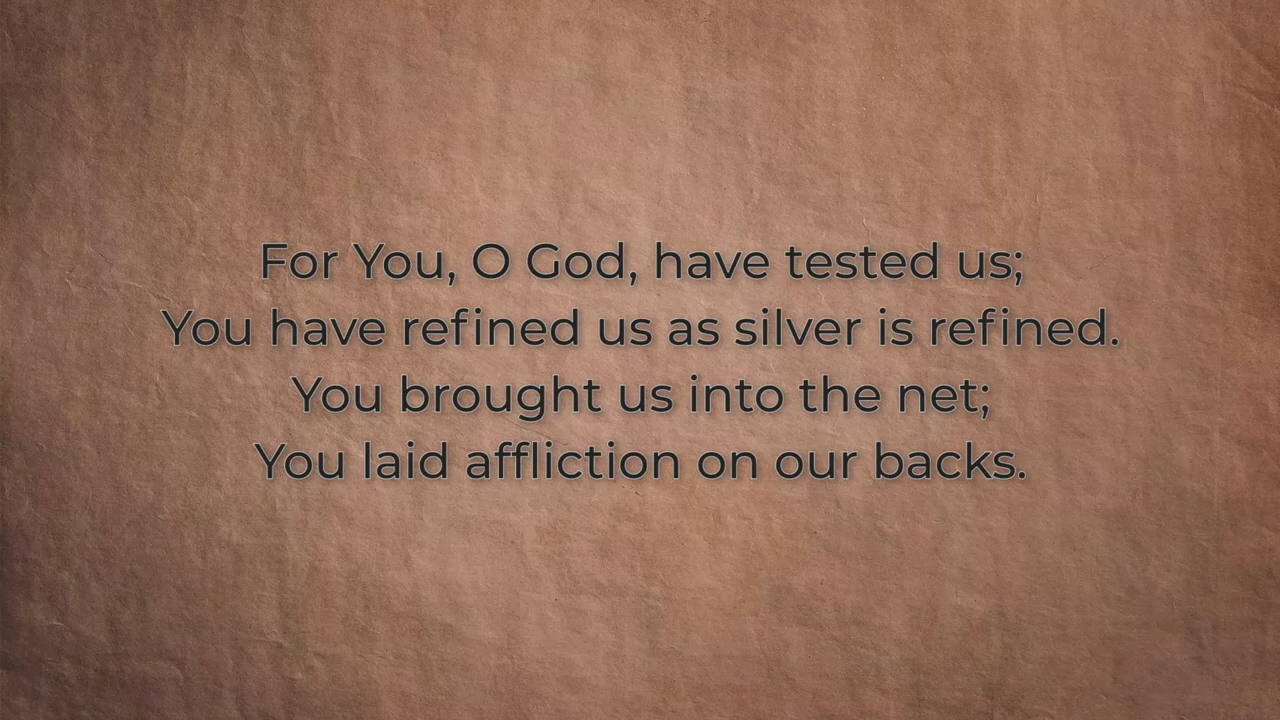 For You, O God, have tested us;
You have refined us as silver is refined.
You brought us into the net;
You laid affliction on our backs.